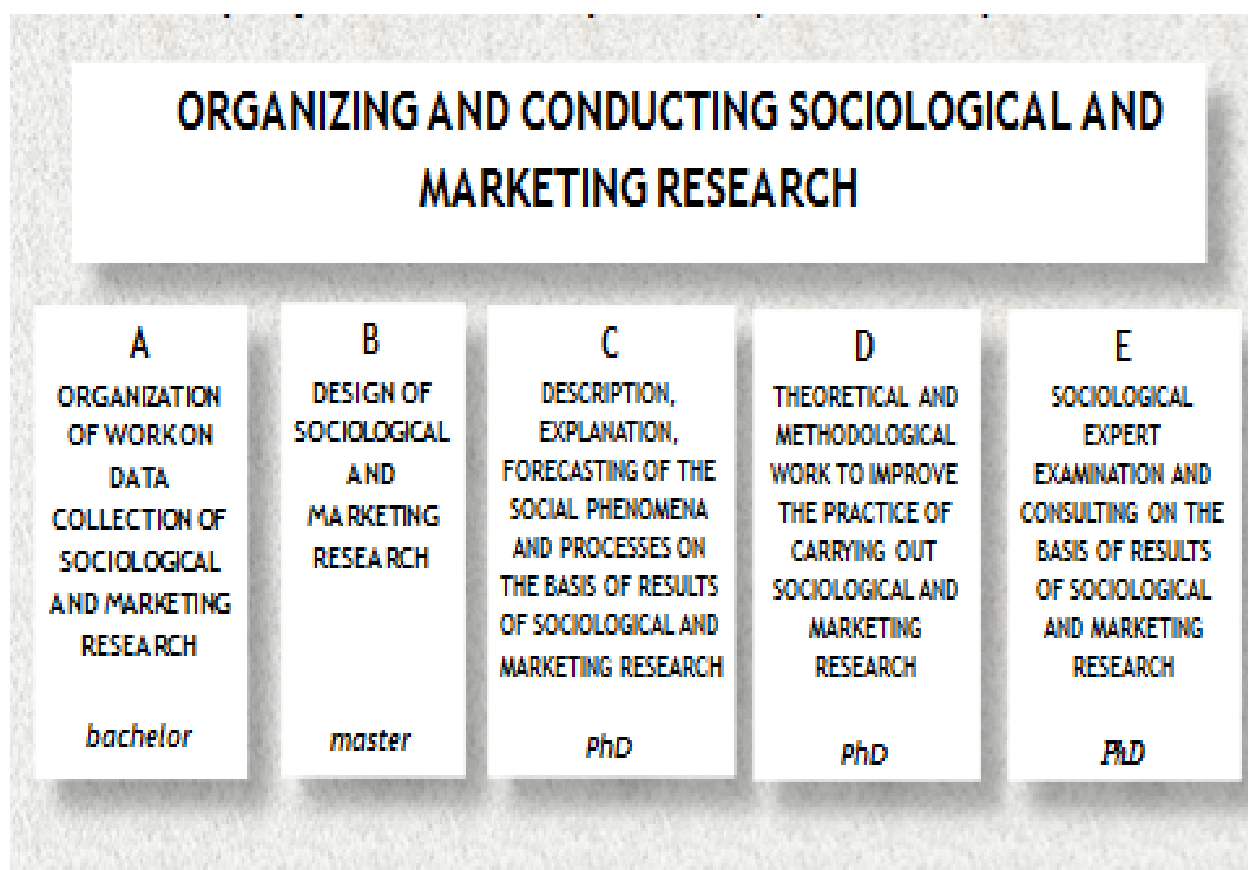 ORGANIZING AND CONDUCTING SOCIOLOGICAL AND
MARKETING RESEARCH
A
ORGANIZATION
OF WORK ON
DATA
COLLECTION OF
SOCIOLOGICAL
AND MARKETING
RESEARCH
bachelor
B
DESIGN OF
SOCIOLOGICAL
AND
MARKETING
RESEARCH
master
C
DESCRIPTION,
EXPLANATION,
FORECASTING OF THE
SOCIAL PHENOMENA
AND PROCESSES ON
THE BASIS OF RESULTS
OF SOCIOLOGICAL AND
MARKETING RESEARCH
PhD
D
THEORETICAL AND
METHODOLOGICAL
WORK TO IMPROVE
THE PRACTICE OF
CARRYING OUT
SOCIOLOGICAL AND
MARKETING
RESEARCH
PhD
E
SOCIOLOGICAL
EXPERT
EXAMINATION AND
CONSULTING ON THE
BASIS OF RESULTS
OF SOCIOLOGICAL
AND MARKETING
RESEARCH
PhD